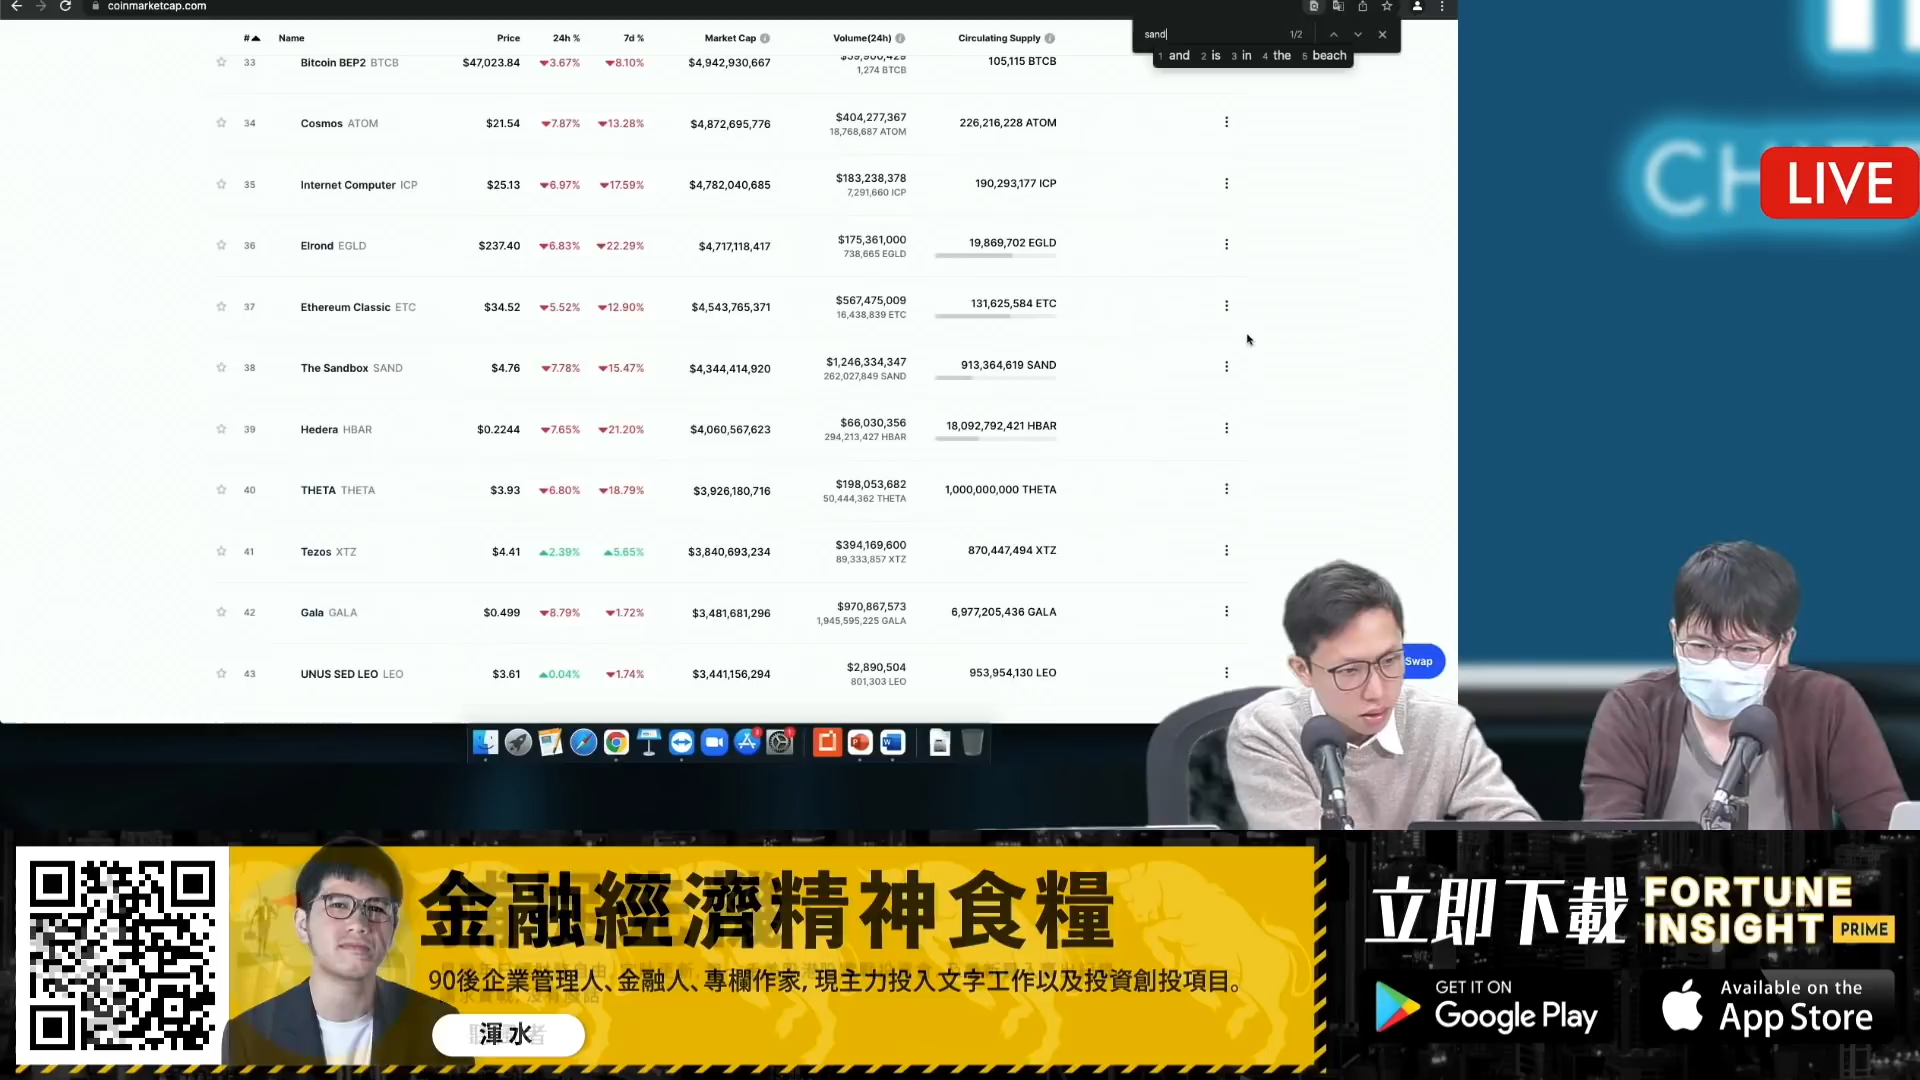 coinmarketcap.com
sand
1/2
1 and 2 is 3 in 4 the 5 beach
# Name Price 24h % 7d % Market Cap Volume(24h) Circulating Supply
33 Bitcoin BEP2 BTCB $47,023.84 3.67% 8.10% $4,942,930,667 105,115 BTCB
1,274 BTCB
34 Cosmos ATOM $21.54 7.87% 13.28% $4,872,695,776 $404,277,367 226,216,228 ATOM
18,768,687 ATOM
35 Internet Computer ICP $25.13 6.97% 17.59% $4,782,040,685 $183,238,378 190,293,177 ICP
7,291,660 ICP
36 Elrond EGLD $237.40 6.83% 22.29% $4,717,118,417 $175,361,000 19,869,702 EGLD
738,665 EGLD
37 Ethereum Classic ETC $34.52 5.52% 12.90% $4,543,765,371 $567,475,009 131,625,584 ETC
16,438,839 ETC
38 The Sandbox SAND $4.76 7.78% 15.47% $4,344,414,920 $1,246,334,347 913,364,619 SAND
262,027,849 SAND
39 Hedera HBAR $0.2244 7.65% 21.20% $4,060,567,623 $66,030,356 18,092,792,421 HBAR
294,213,427 HBAR
40 THETA THETA $3.93 6.80% 18.79% $3,926,180,716 $198,053,682 1,000,000,000 THETA
50,444,362 THETA
41 Tezos XTZ $4.41 2.39% 5.65% $3,840,693,234 $394,169,600 870,447,494 XTZ
89,333,857 XTZ
42 Gala GALA $0.499 8.79% 1.72% $3,481,681,296 $970,867,573 6,977,205,436 GALA
1,945,595,225 GALA
43 UNUS SED LEO LEO $3.61 0.04% 1.74% $3,441,156,294 $2,890,504 953,954,130 LEO
801,303 LEO
Swap
LIVE
金融經濟精神食糧
90後企業管理人、金融人、專欄作家,現主力投入文字工作以及投資創投項目。
渾水
立即下載 FORTUNE INSIGHT PRIME
GET IT ON
Google Play
Available on the
App Store